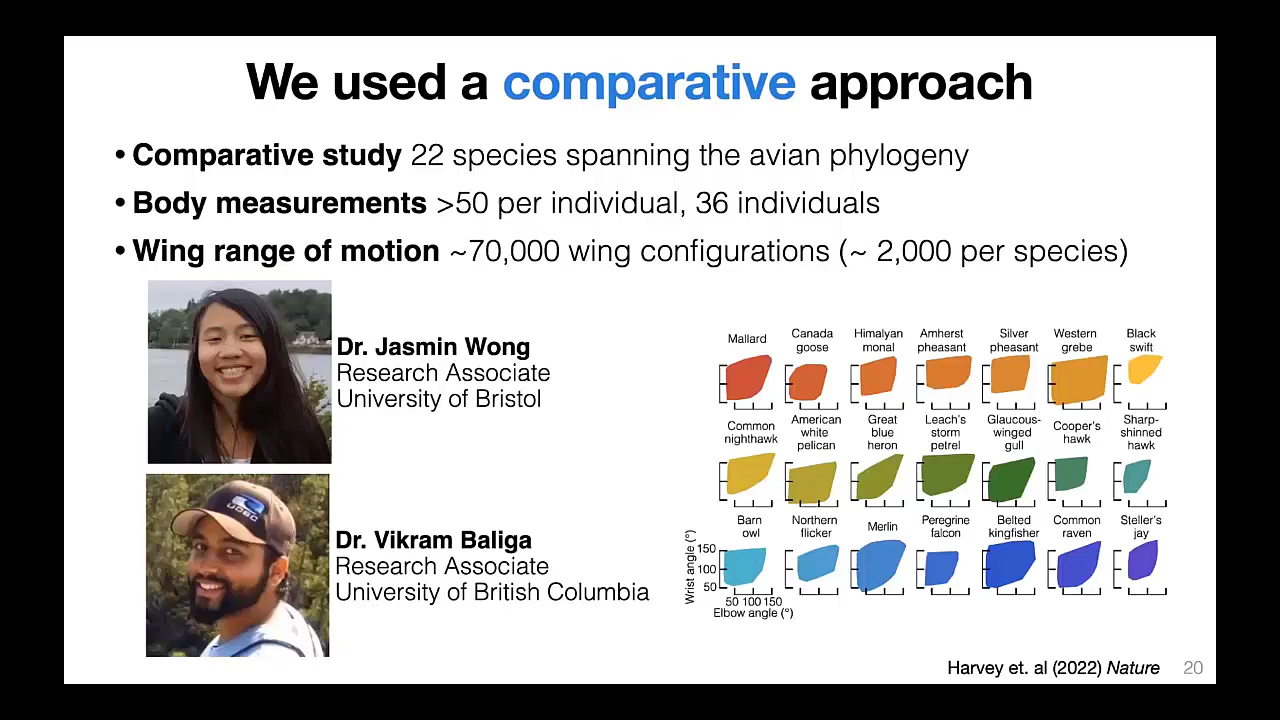 We used a comparative approach
• Comparative study 22 species spanning the avian phylogeny
• Body measurements >50 per individual, 36 individuals
• Wing range of motion ~70,000 wing configurations (~ 2,000 per species)
Dr. Jasmin Wong
Research Associate
University of Bristol
Dr. Vikram Baliga
Research Associate
University of British Columbia
UOBC
Mallard
Canada
goose
Himalyan
monal
Amherst
pheasant
Silver
pheasant
Western
grebe
Black
swift
Common
nighthawk
American
white
pelican
Great
blue
heron
Leach's
storm
petrel
Glaucous-
winged
gull
Cooper's
hawk
Sharp-
shinned
hawk
Barn
owl
Northern
flicker
Merlin
Peregrine
falcon
Belted
kingfisher
Common
raven
Steller's
jay
Wrist angle (°)
150
100
50
50 100 150
Elbow angle (°)
Harvey et. al (2022) Nature 20